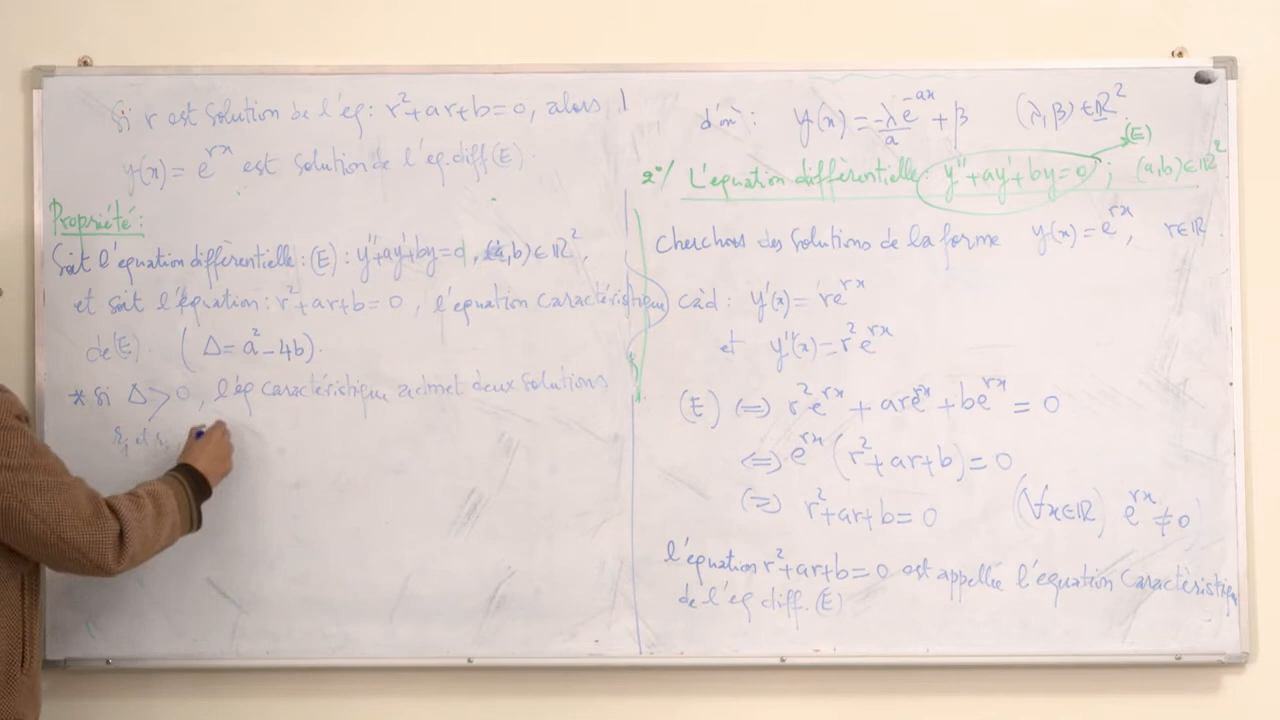 Si r est solution de l'éq: r²+ar+b=0, alors
y(x) = e^{rx} est solution de l'eq.diff(E).
Propriété:
Soit l'équation différentielle: (E): y''+ay'+by=0, (a,b)∈ℝ²,
et soit l'équation: r²+ar+b=0, l'équation caractéristique
de (E). (Δ=a²-4b).
* Si Δ>0, l'éq caractéristique admet deux solutions
r₁ et
d'où: y(x) = -λ/a e^{-ax} + β (λ,β)∈ℝ²
(E)
2°/ L'équation différentielle: y''+ay'+by=0; (a,b)∈ℝ²
Cherchons des solutions de la forme y(x)=e^{rx}, r∈ℝ.
càd: y'(x)= re^{rx}
et y''(x)=r²e^{rx}
(E) ⟺ r²e^{rx} + are^{rx} + be^{rx} = 0
⟺ e^{rx}(r²+ar+b)=0
⟺ r²+ar+b=0 (∀x∈ℝ) e^{rx}≠0
l'équation r²+ar+b=0 est appellée l'équation Caractéristique
de l'éq diff. (E)